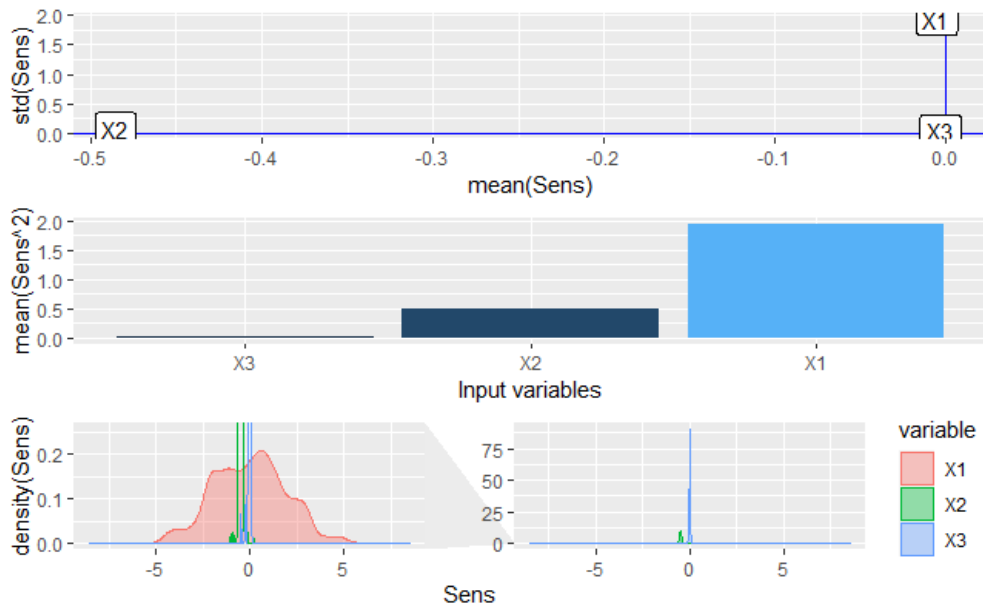 std(Sens)
2.0
1.5
1.0
0.5
0.0
X1
X2
X3
-0.5 -0.4 -0.3 -0.2 -0.1 0.0
mean(Sens)
mean(Sens^2)
2.0
1.5
1.0
0.5
0.0
X3 X2 X1
Input variables
density(Sens)
0.2
0.1
0.0
-5 0 5
75
50
25
0
-5 0 5
Sens
variable
X1
X2
X3